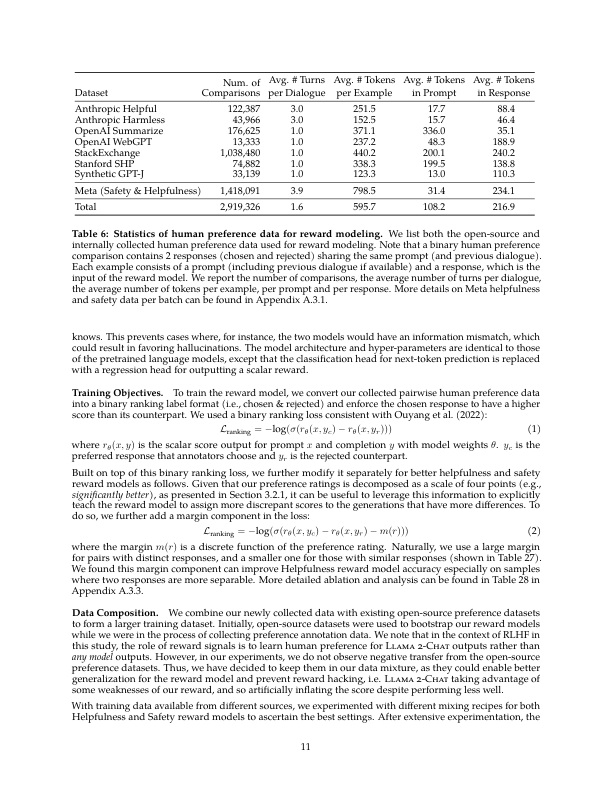 Dataset Num. of Comparisons Avg. # Turns per Dialogue Avg. # Tokens per Example Avg. # Tokens in Prompt Avg. # Tokens in Response
Anthropic Helpful 122,387 3.0 251.5 17.7 88.4
Anthropic Harmless 43,966 3.0 152.5 15.7 46.4
OpenAI Summarize 176,625 1.0 371.1 336.0 35.1
OpenAI WebGPT 13,333 1.0 237.2 48.3 188.9
StackExchange 1,038,480 1.0 440.2 200.1 240.2
Stanford SHP 74,882 1.0 338.3 199.5 138.8
Synthetic GPT-J 33,139 1.0 123.3 13.0 110.3
Meta (Safety & Helpfulness) 1,418,091 3.9 798.5 31.4 234.1
Total 2,919,326 1.6 595.7 108.2 216.9
Table 6: Statistics of human preference data for reward modeling. We list both the open-source and
internally collected human preference data used for reward modeling. Note that a binary human preference
comparison contains 2 responses (chosen and rejected) sharing the same prompt (and previous dialogue).
Each example consists of a prompt (including previous dialogue if available) and a response, which is the
input of the reward model. We report the number of comparisons, the average number of turns per dialogue,
the average number of tokens per example, per prompt and per response. More details on Meta helpfulness
and safety data per batch can be found in Appendix A.3.1.
knows. This prevents cases where, for instance, the two models would have an information mismatch, which
could result in favoring hallucinations. The model architecture and hyper-parameters are identical to those
of the pretrained language models, except that the classification head for next-token prediction is replaced
with a regression head for outputting a scalar reward.
Training Objectives. To train the reward model, we convert our collected pairwise human preference data
into a binary ranking label format (i.e., chosen & rejected) and enforce the chosen response to have a higher
score than its counterpart. We used a binary ranking loss consistent with Ouyang et al. (2022):
ℒranking = −log(σ(rθ(x, yc) − rθ(x, yr))) (1)
where rθ(x, y) is the scalar score output for prompt x and completion y with model weights θ. yc is the
preferred response that annotators choose and yr is the rejected counterpart.
Built on top of this binary ranking loss, we further modify it separately for better helpfulness and safety
reward models as follows. Given that our preference ratings is decomposed as a scale of four points (e.g.,
significantly better), as presented in Section 3.2.1, it can be useful to leverage this information to explicitly
teach the reward model to assign more discrepant scores to the generations that have more differences. To
do so, we further add a margin component in the loss:
ℒranking = −log(σ(rθ(x, yc) − rθ(x, yr) − m(r))) (2)
where the margin m(r) is a discrete function of the preference rating. Naturally, we use a large margin
for pairs with distinct responses, and a smaller one for those with similar responses (shown in Table 27).
We found this margin component can improve Helpfulness reward model accuracy especially on samples
where two responses are more separable. More detailed ablation and analysis can be found in Table 28 in
Appendix A.3.3.
Data Composition. We combine our newly collected data with existing open-source preference datasets
to form a larger training dataset. Initially, open-source datasets were used to bootstrap our reward models
while we were in the process of collecting preference annotation data. We note that in the context of RLHF in
this study, the role of reward signals is to learn human preference for Llama 2-Chat outputs rather than
any model outputs. However, in our experiments, we do not observe negative transfer from the open-source
preference datasets. Thus, we have decided to keep them in our data mixture, as they could enable better
generalization for the reward model and prevent reward hacking, i.e. Llama 2-Chat taking advantage of
some weaknesses of our reward, and so artificially inflating the score despite performing less well.
With training data available from different sources, we experimented with different mixing recipes for both
Helpfulness and Safety reward models to ascertain the best settings. After extensive experimentation, the
11